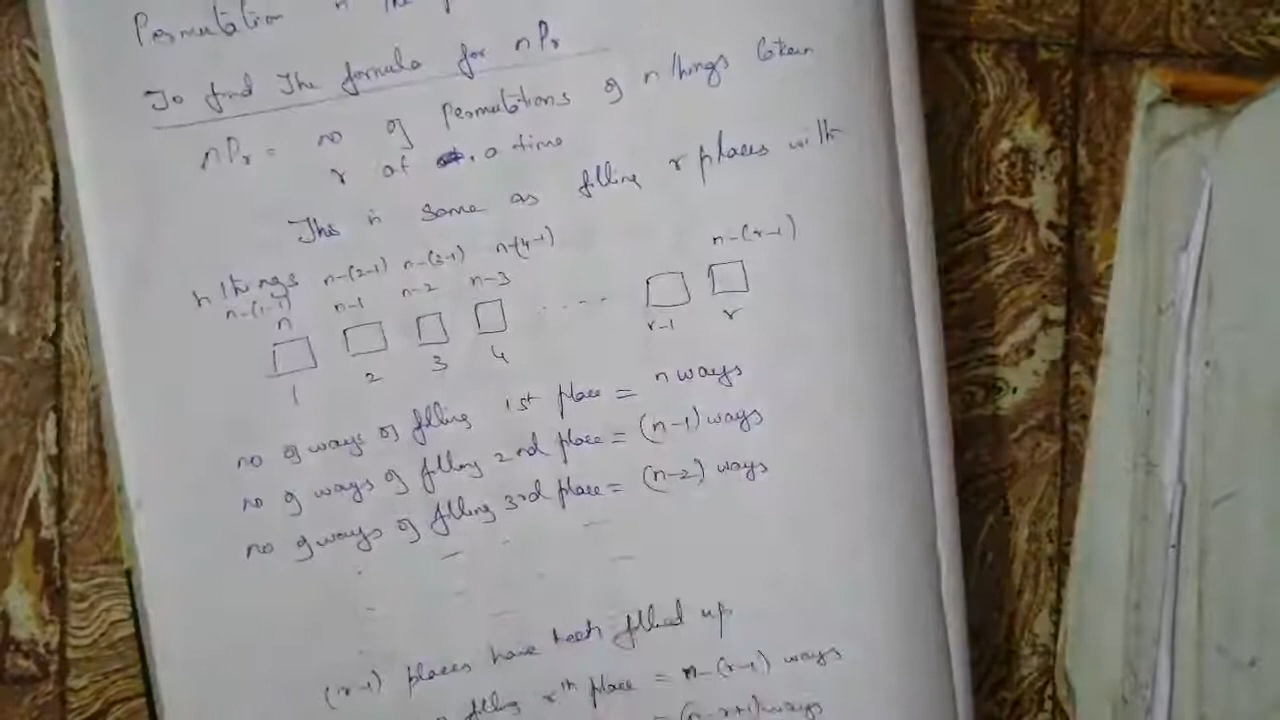 Permutation n the
To find The formula for nPr
nPr = no of permutations of n things taken
r at a time
This is same as filling r places with
n things n-(2-1) n-(3-1) n-(4-1) n-(r-1)
n-(1-1)
n n-1 n-2 n-3
1 2 3 4 .... r-1 r
no of ways of filling 1st place = n ways
no of ways of filling 2nd place = (n-1) ways
no of ways of filling 3rd place = (n-2) ways
(r-1) places have been filled up
filling rth place = n-(r-1) ways
= (n-r+1) ways